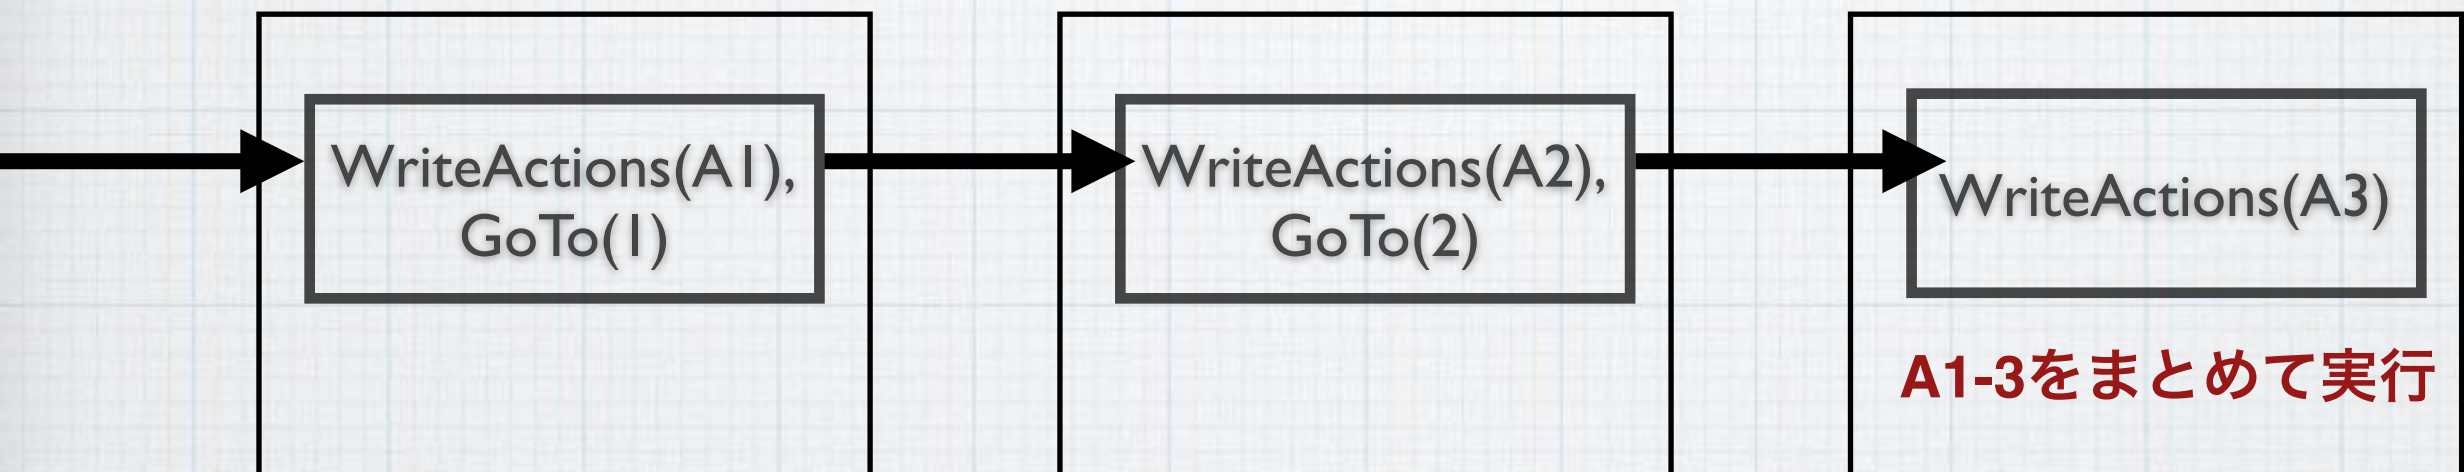 WriteActions(A1),
GoTo(1)
WriteActions(A2),
GoTo(2)
WriteActions(A3)
A1-3をまとめて実行